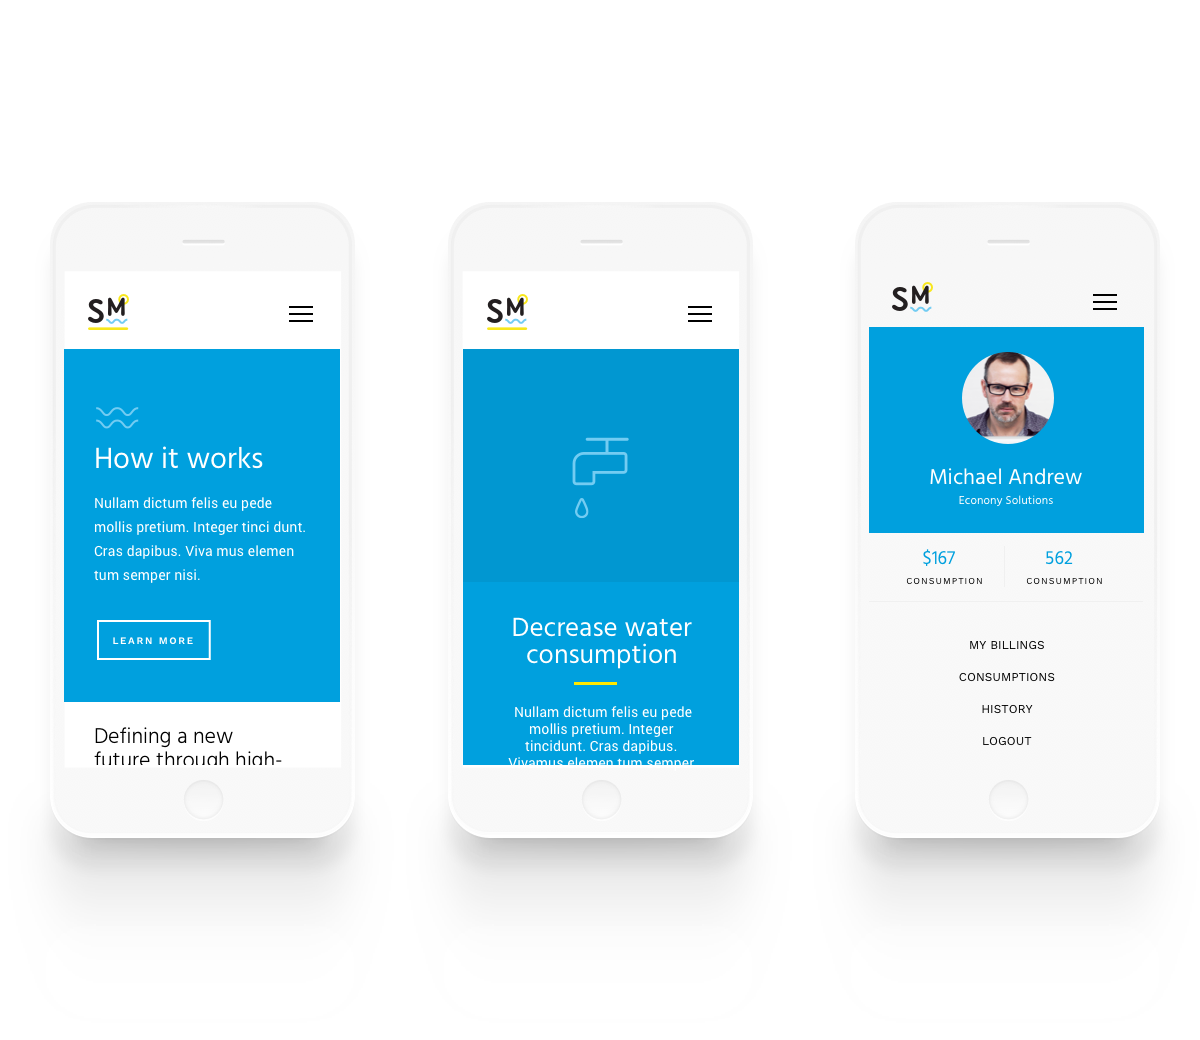 SM
How it works
Nullam dictum felis eu pede
mollis pretium. Integer tinci dunt.
Cras dapibus. Viva mus elemen
tum semper nisi.
LEARN MORE
Defining a new
future through high-
SM
Decrease water
consumption
Nullam dictum felis eu pede
mollis pretium. Integer
tincidunt. Cras dapibus.
Vivamus elemen tum semper
SM
Michael Andrew
Econony Solutions
$167
CONSUMPTION
562
CONSUMPTION
MY BILLINGS
CONSUMPTIONS
HISTORY
LOGOUT